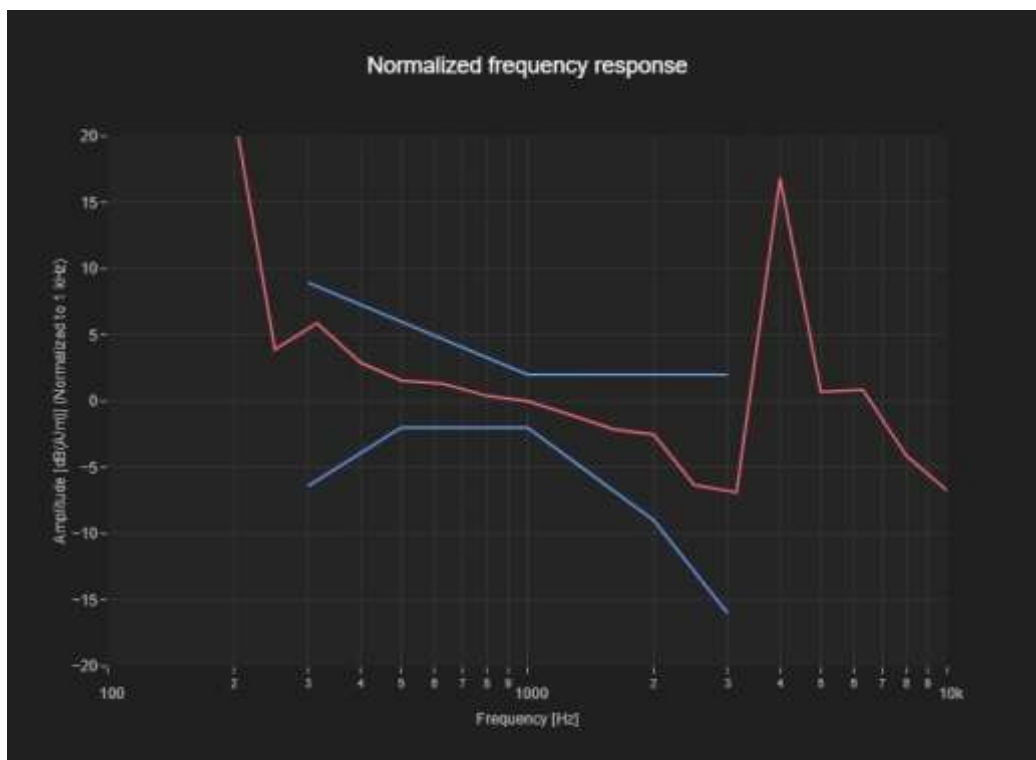 Normalized frequency response
Amplitude [dB(A/m)] (Normalized to 1 kHz)
20
15
10
5
0
−5
−10
−15
−20
2 3 4 5 6 7 8 9 2 3 4 5 6 7 8 9
100 1000 10k
Frequency [Hz]